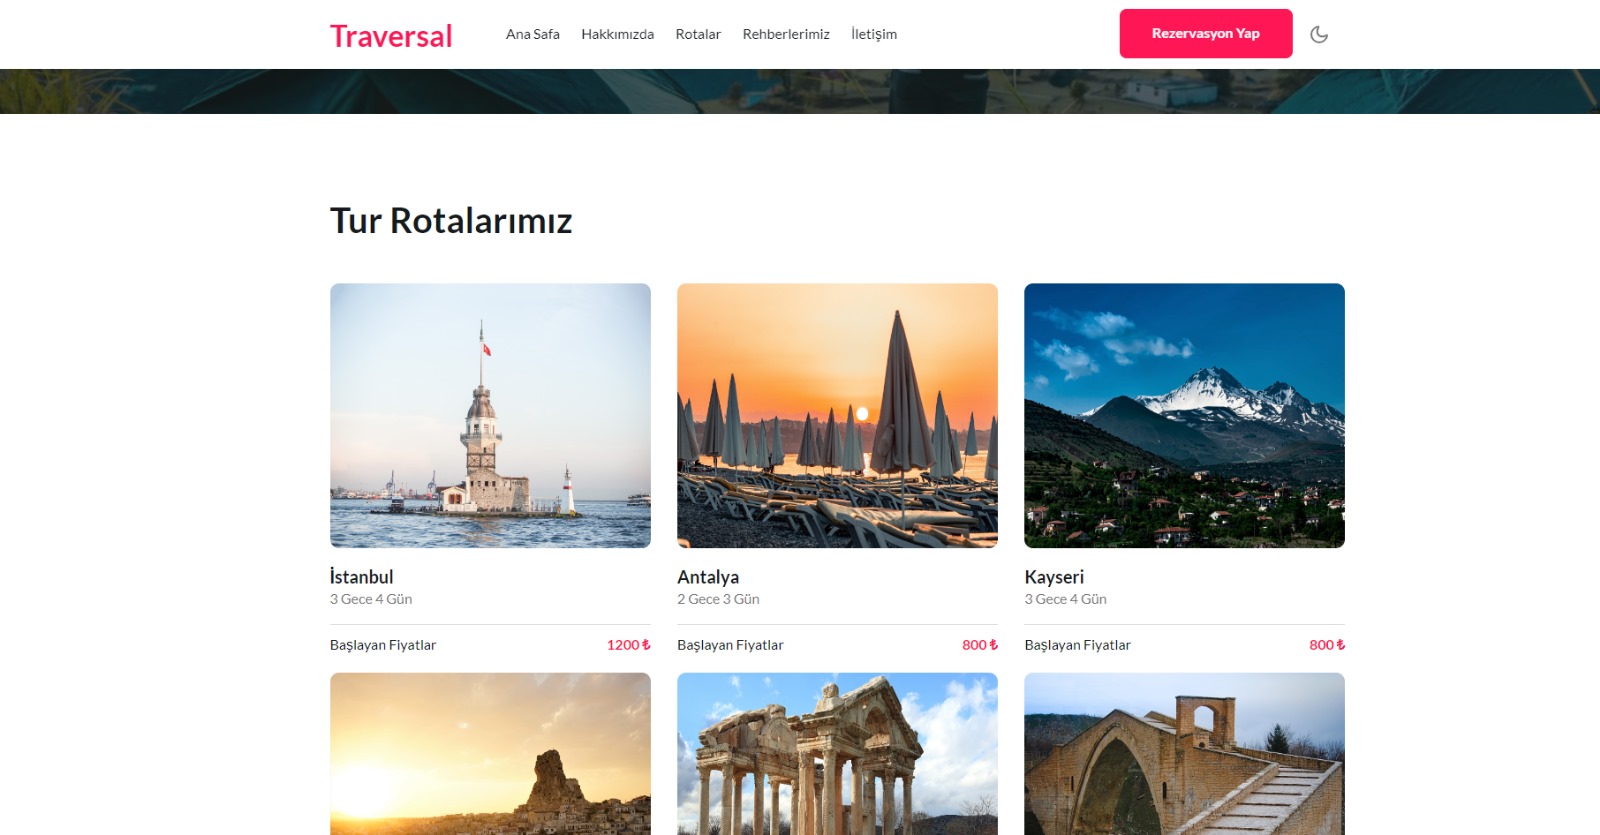 Traversal
Ana Safa
Hakkımızda
Rotalar
Rehberlerimiz
İletişim
Rezervasyon Yap
Tur Rotalarımız
İstanbul
3 Gece 4 Gün
Başlayan Fiyatlar
1200 ₺
Antalya
2 Gece 3 Gün
Başlayan Fiyatlar
800 ₺
Kayseri
3 Gece 4 Gün
Başlayan Fiyatlar
800 ₺